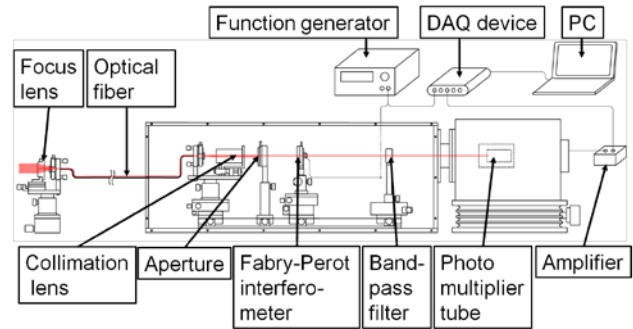 Function generator
DAQ device
PC
Focus
lens
Optical
fiber
Collimation
lens
Aperture
Fabry-Perot
interfero-
meter
Band-
pass
filter
Photo
multiplier
tube
Amplifier